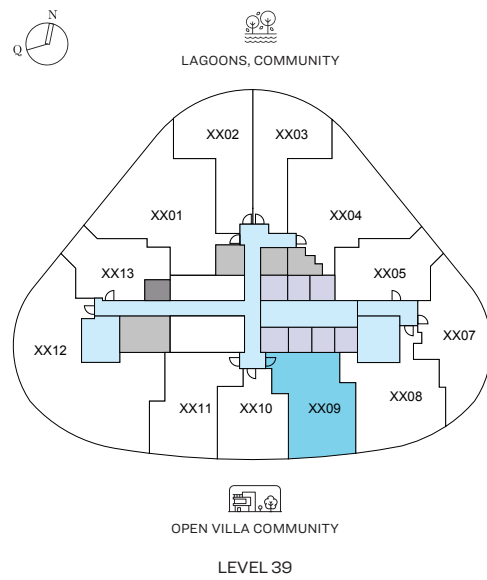 N
Q
LAGOONS, COMMUNITY
XX02
XX03
XX01
XX04
XX13
XX05
XX12
XX07
XX11
XX10
XX09
XX08
OPEN VILLA COMMUNITY
LEVEL 39